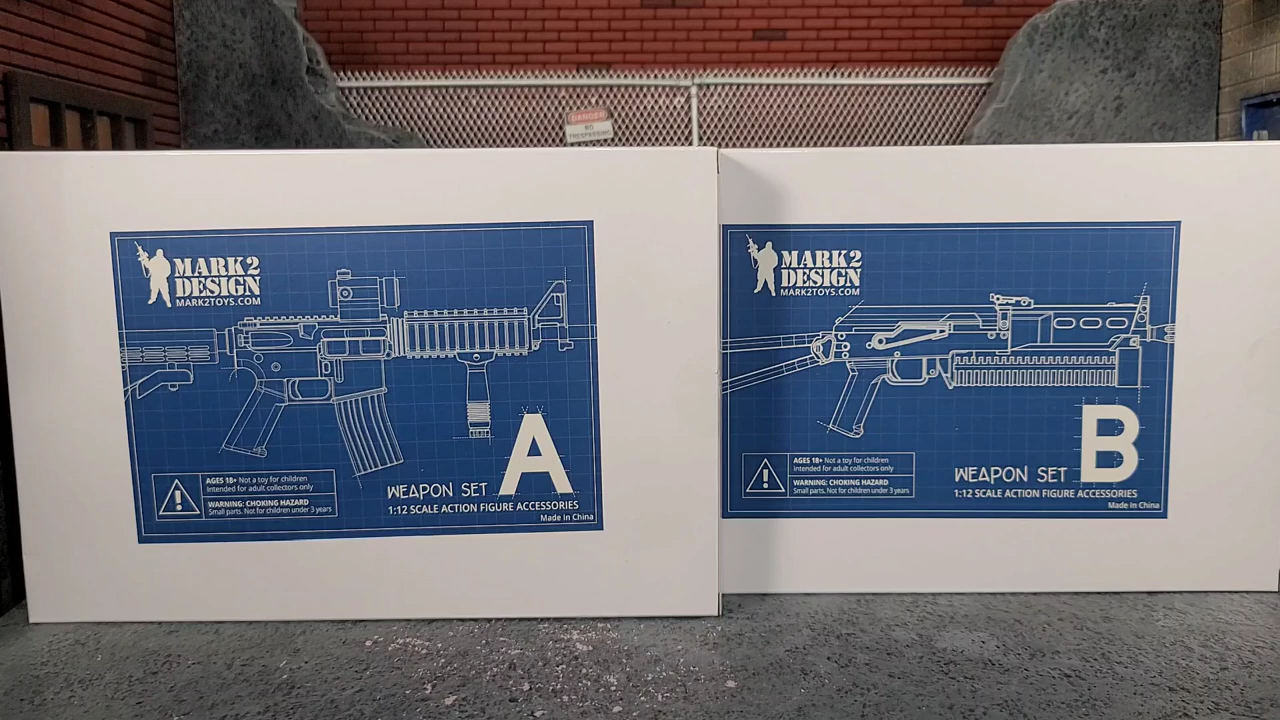 DANGER
NO
TRESPASSING
MARK2
DESIGN
MARK2TOYS.COM
AGES 18+ Not a toy for children
Intended for adult collectors only
WARNING: CHOKING HAZARD
Small parts. Not for children under 3 years
WEAPON SET A
1:12 SCALE ACTION FIGURE ACCESSORIES
Made In China
MARK2
DESIGN
MARK2TOYS.COM
AGES 18+ Not a toy for children
Intended for adult collectors only
WARNING: CHOKING HAZARD
Small parts. Not for children under 3 years
WEAPON SET B
1:12 SCALE ACTION FIGURE ACCESSORIES
Made In China